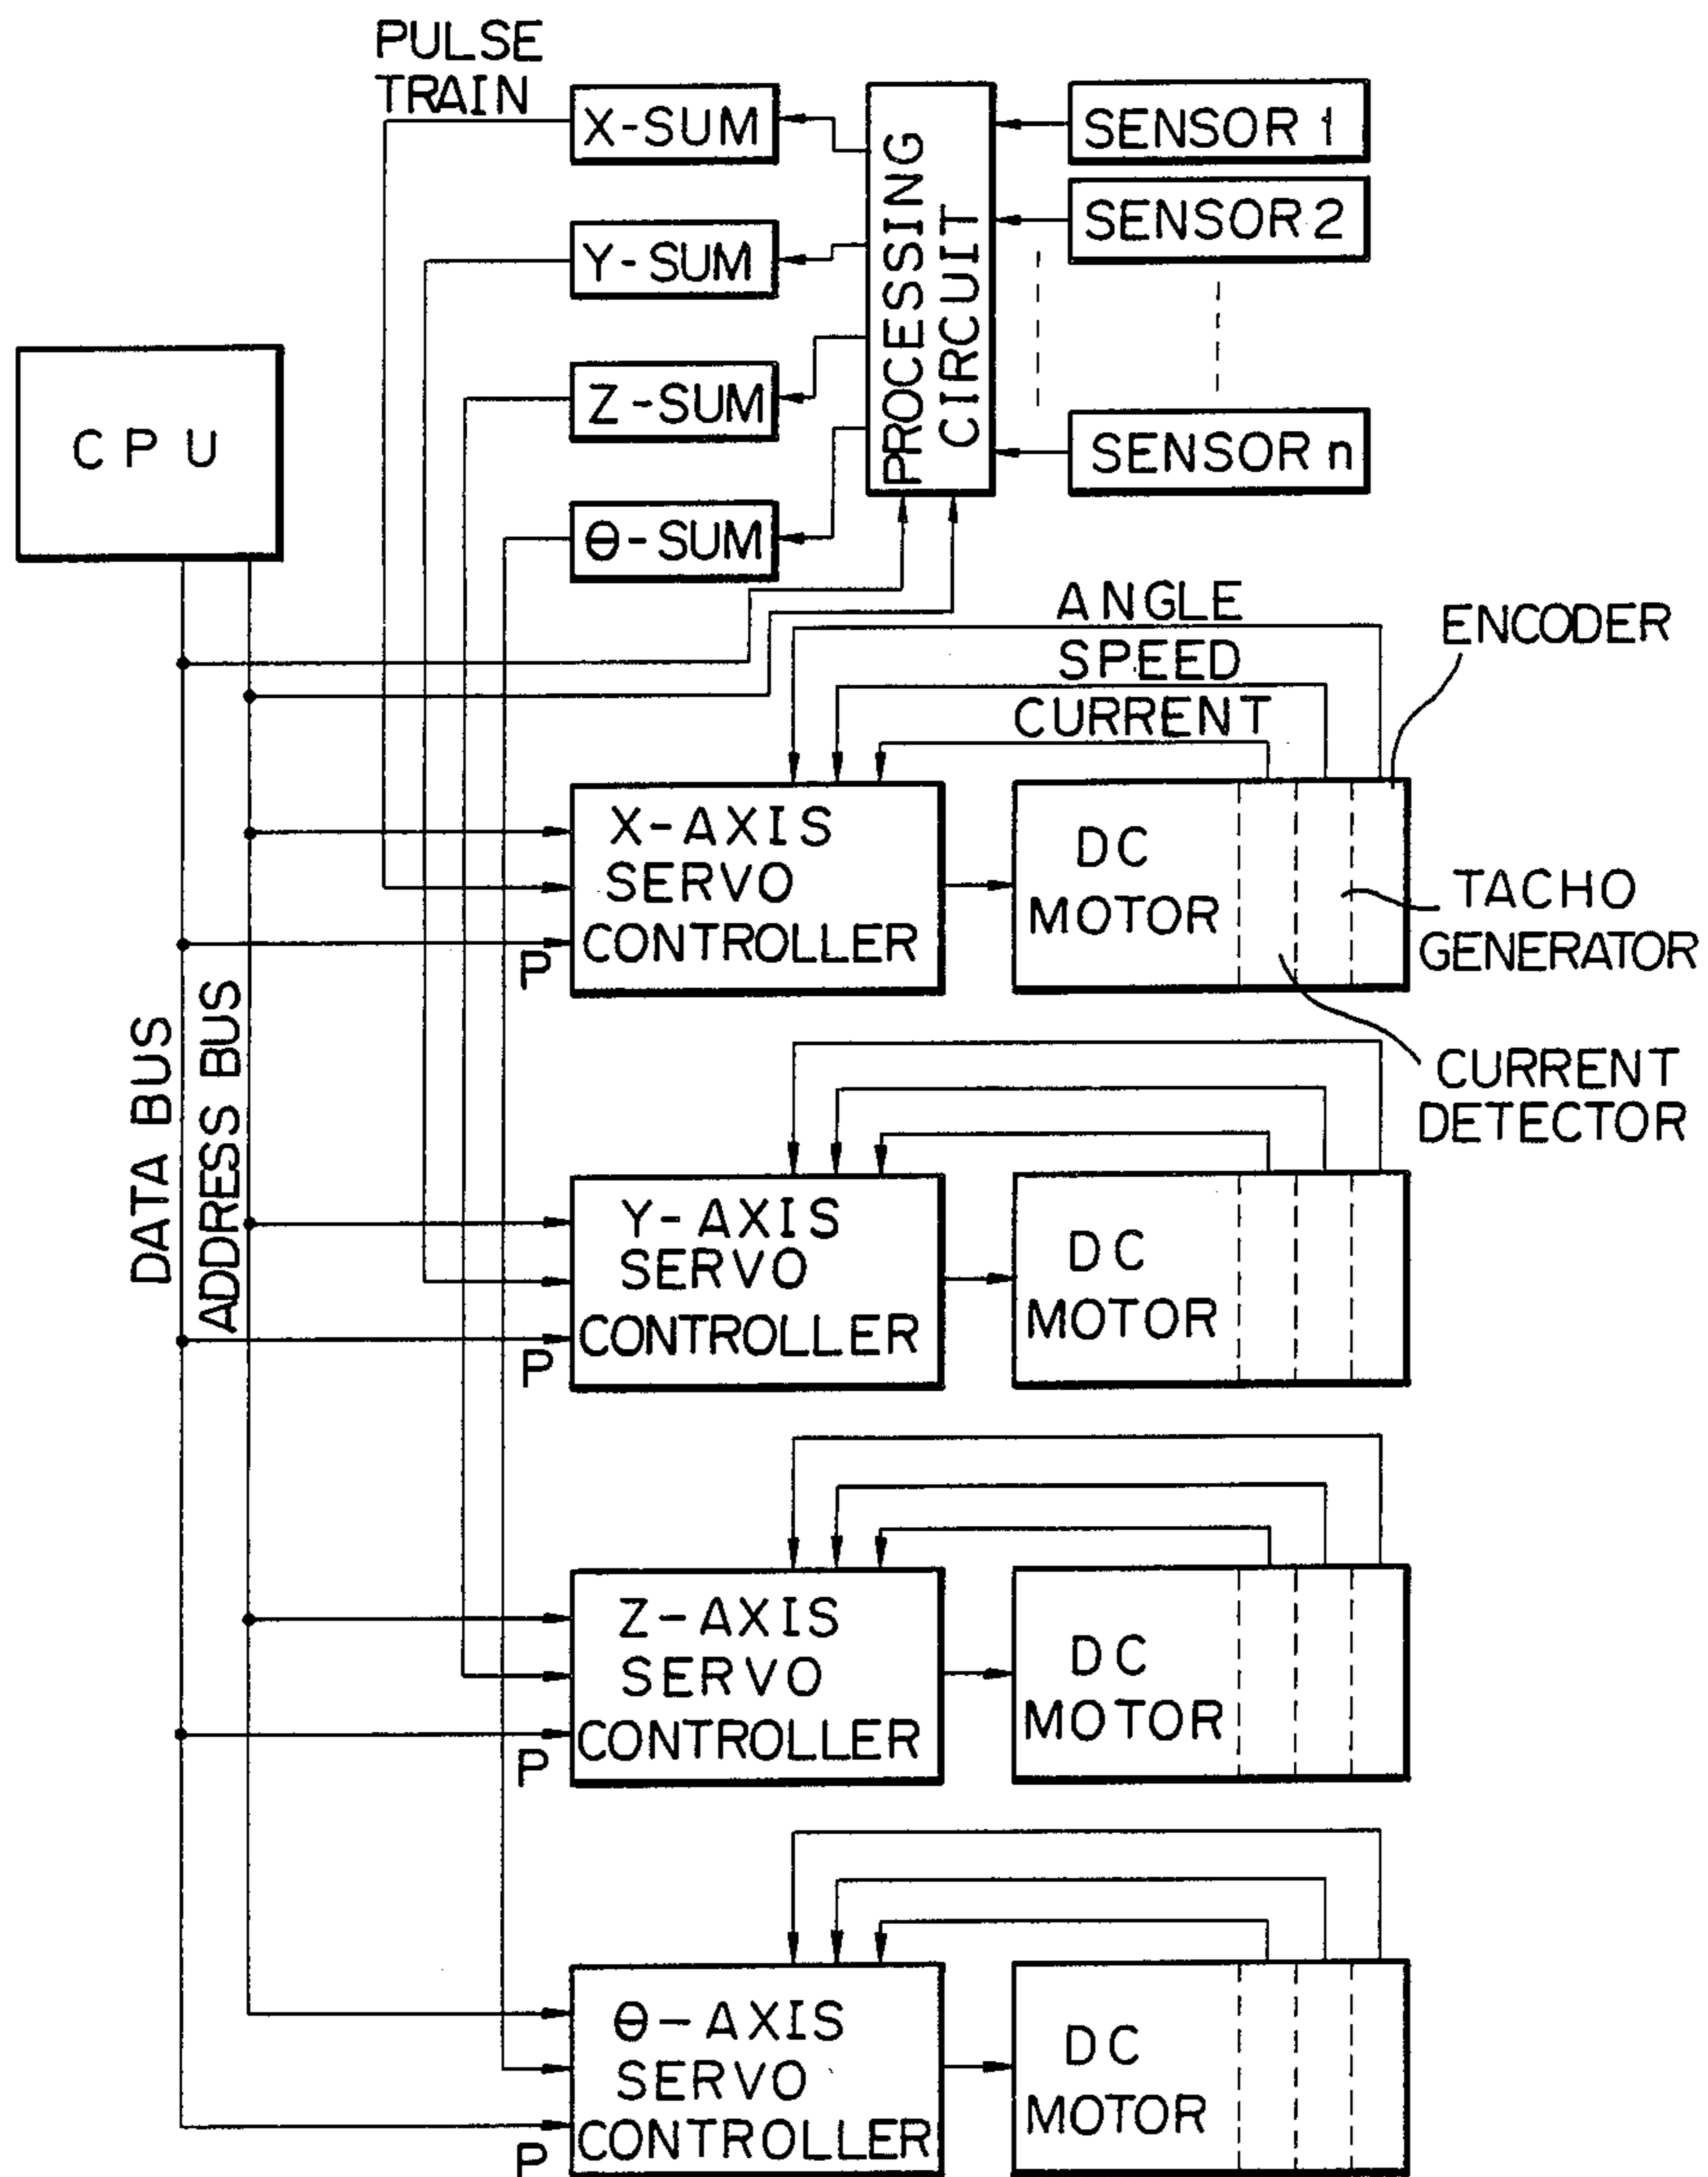 PULSE
TRAIN
X-SUM
Y-SUM
Z-SUM
θ-SUM
PROCESSING
CIRCUIT
SENSOR 1
SENSOR 2
SENSOR n
CPU
ANGLE
SPEED
CURRENT
ENCODER
TACHO
GENERATOR
CURRENT
DETECTOR
DATA BUS
ADDRESS BUS
X-AXIS
SERVO
CONTROLLER
P
DC
MOTOR
Y-AXIS
SERVO
CONTROLLER
P
DC
MOTOR
Z-AXIS
SERVO
CONTROLLER
P
DC
MOTOR
θ-AXIS
SERVO
CONTROLLER
P
DC
MOTOR